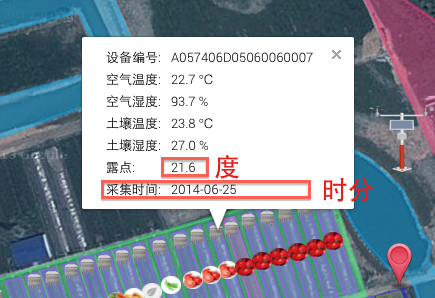 设备编号: A057406D05060060007
空气温度: 22.7 ℃
空气湿度: 93.7 %
土壤温度: 23.8 ℃
土壤湿度: 27.0 %
露点: 21.6 度
采集时间: 2014-06-25 时分